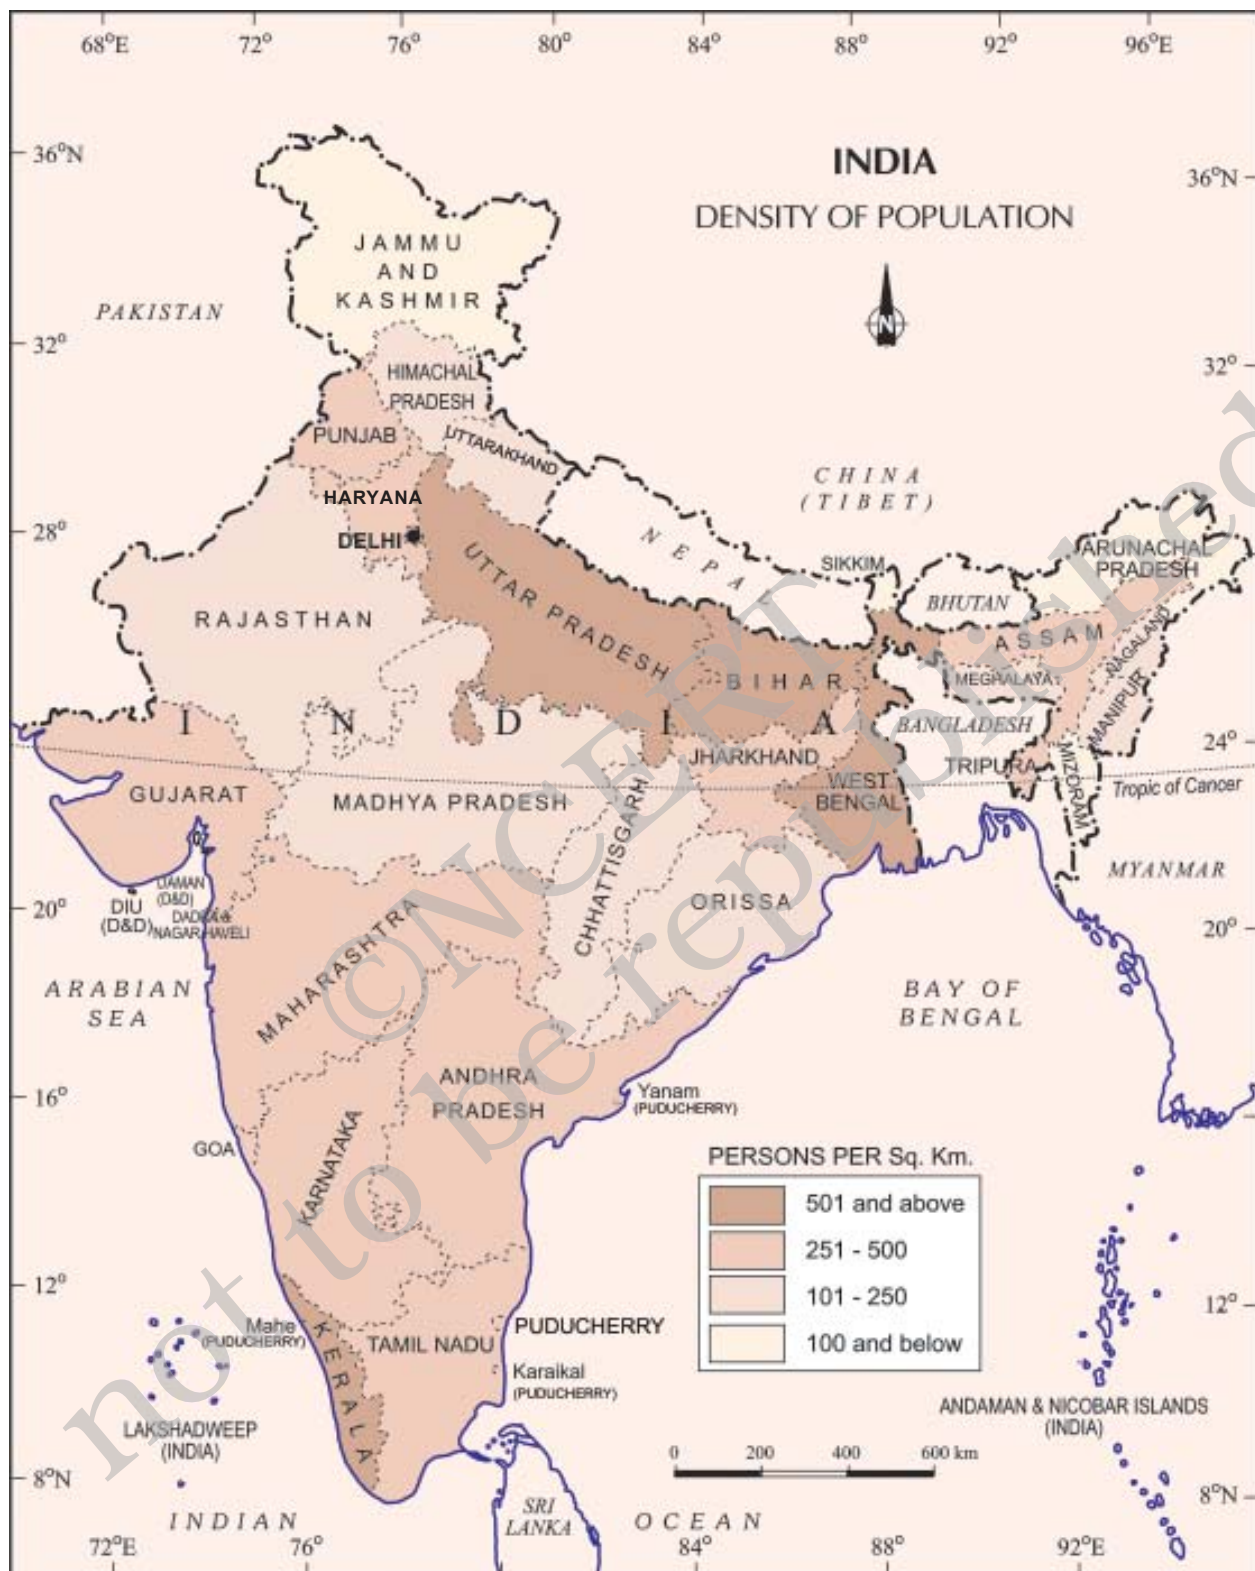 68°E 72° 76° 80° 84° 88° 92° 96°E
INDIA
DENSITY OF POPULATION
36°N
36°N
JAMMU
AND
KASHMIR
PAKISTAN
N
32°
32°
HIMACHAL
PRADESH
PUNJAB
UTTARAKHAND
CHINA
(TIBET)
HARYANA
DELHI
28°
28°
NEPAL
SIKKIM
ARUNACHAL
PRADESH
BHUTAN
UTTAR PRADESH
RAJASTHAN
ASSAM
NAGALAND
BIHAR
MEGHALAYA
MANIPUR
I N D I A
BANGLADESH
24°
24°
JHARKHAND
TRIPURA
MIZORAM
Tropic of Cancer
GUJARAT
MADHYA PRADESH
WEST
BENGAL
CHHATTISGARH
MYANMAR
DAMAN
(D&D)
DIU
(D&D)
DADRA &
NAGAR HAVELI
20°
20°
ORISSA
MAHARASHTRA
ARABIAN
SEA
BAY OF
BENGAL
ANDHRA
PRADESH
16°
Yanam
(PUDUCHERRY)
GOA
KARNATAKA
PERSONS PER Sq. Km.
501 and above
251 - 500
101 - 250
100 and below
12°
12°
Mahe
(PUDUCHERRY)
KERALA
TAMIL NADU
PUDUCHERRY
Karaikal
(PUDUCHERRY)
LAKSHADWEEP
(INDIA)
ANDAMAN & NICOBAR ISLANDS
(INDIA)
0 200 400 600 km
8°N
8°N
SRI
LANKA
INDIAN OCEAN
72°E 76° 84° 88° 92°E
©NCERT
not to be republished